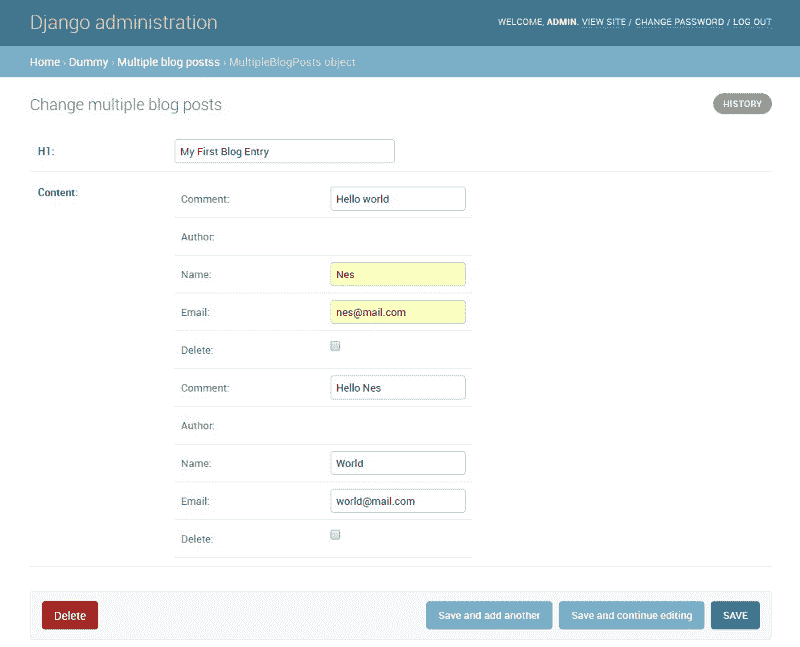 Django administration
WELCOME, ADMIN. VIEW SITE / CHANGE PASSWORD / LOG OUT
Home › Dummy › Multiple blog postss › MultipleBlogPosts object
Change multiple blog posts
HISTORY
H1: My First Blog Entry
Content:
Comment: Hello world
Author:
Name: Nes
Email: nes@mail.com
Delete:
Comment: Hello Nes
Author:
Name: World
Email: world@mail.com
Delete:
Delete Save and add another Save and continue editing SAVE